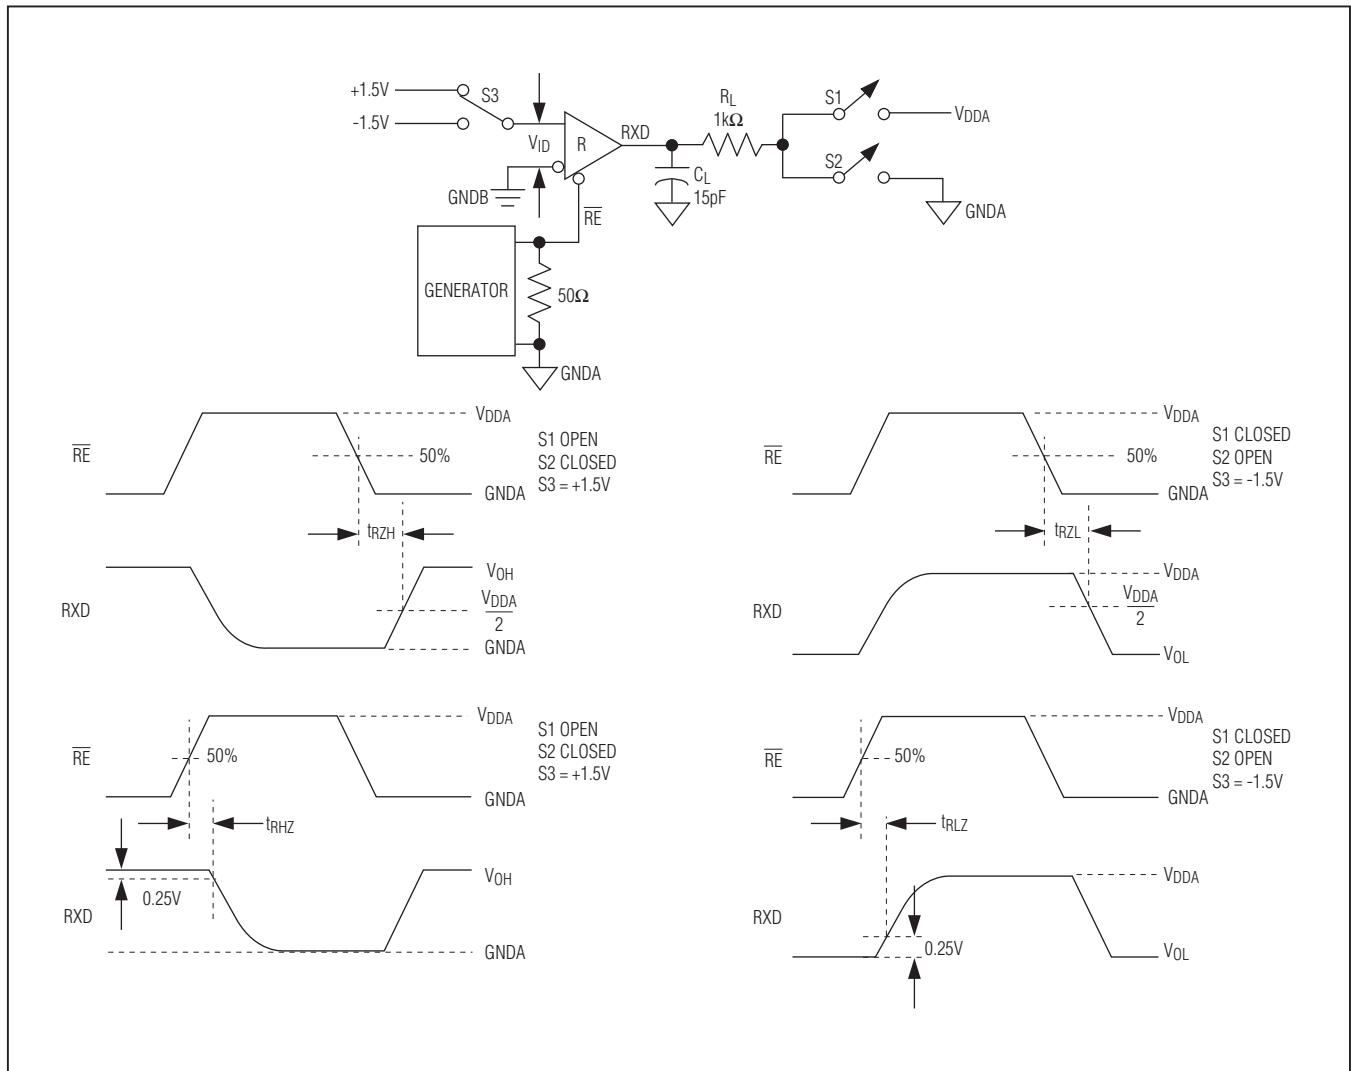 +1.5V
-1.5V
S3
VID
R
RXD
RL
1kΩ
S1
VDDA
S2
CL
15pF
GNDB
RE
GNDA
GENERATOR
50Ω
GNDA
RE
VDDA
50%
GNDA
S1 OPEN
S2 CLOSED
S3 = +1.5V
tRZH
RXD
VOH
VDDA
2
GNDA
RE
VDDA
50%
GNDA
S1 CLOSED
S2 OPEN
S3 = -1.5V
tRZL
RXD
VDDA
VDDA
2
VOL
RE
VDDA
50%
GNDA
S1 OPEN
S2 CLOSED
S3 = +1.5V
tRHZ
RXD
0.25V
VOH
GNDA
RE
VDDA
50%
GNDA
S1 CLOSED
S2 OPEN
S3 = -1.5V
tRLZ
RXD
VDDA
0.25V
VOL